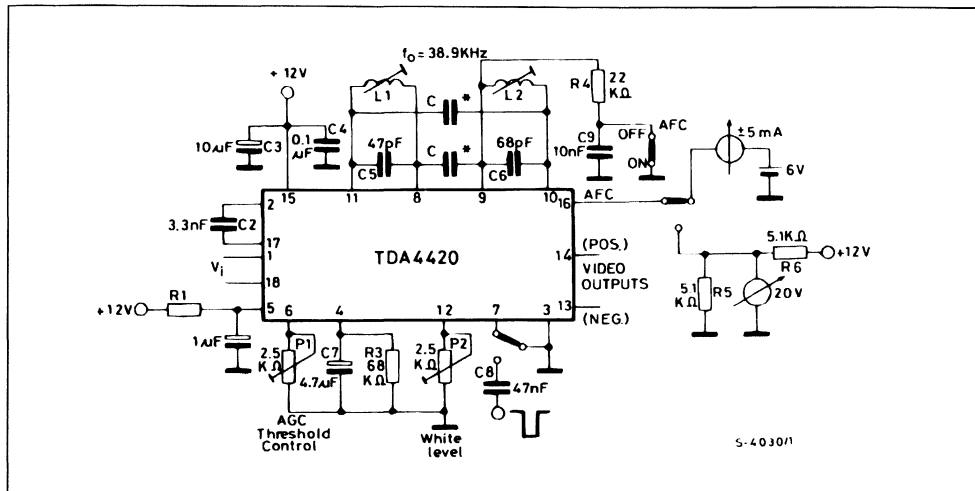 f₀ = 38.9KHz
+12V
L1
L2
C *
R4
22
KΩ
10µF
C3
0.1
µF
C4
47pF
C5
C *
68pF
C6
C9
10nF
OFF
AFC
ON
±5mA
6V
2
15
11
8
9
10
16
AFC
3.3nF
C2
17
1
Vi
18
TDA4420
14
(POS.)
VIDEO
OUTPUTS
13
(NEG.)
5.1KΩ
R6
+12V
5.1
KΩ
R5
20V
+12V
R1
5
1µF
6
4
12
7
3
P1
2.5
KΩ
C7
4.7µF
R3
68
KΩ
P2
2.5
KΩ
C8
47nF
AGC
Threshold
Control
White
level
S-4030/1